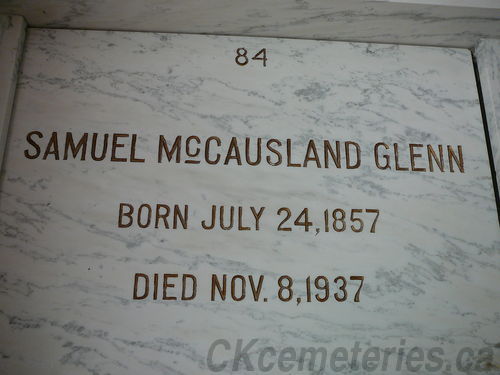 84
SAMUEL McCAUSLAND GLENN
BORN JULY 24,1857
DIED NOV. 8,1937
CKcemeteries.ca